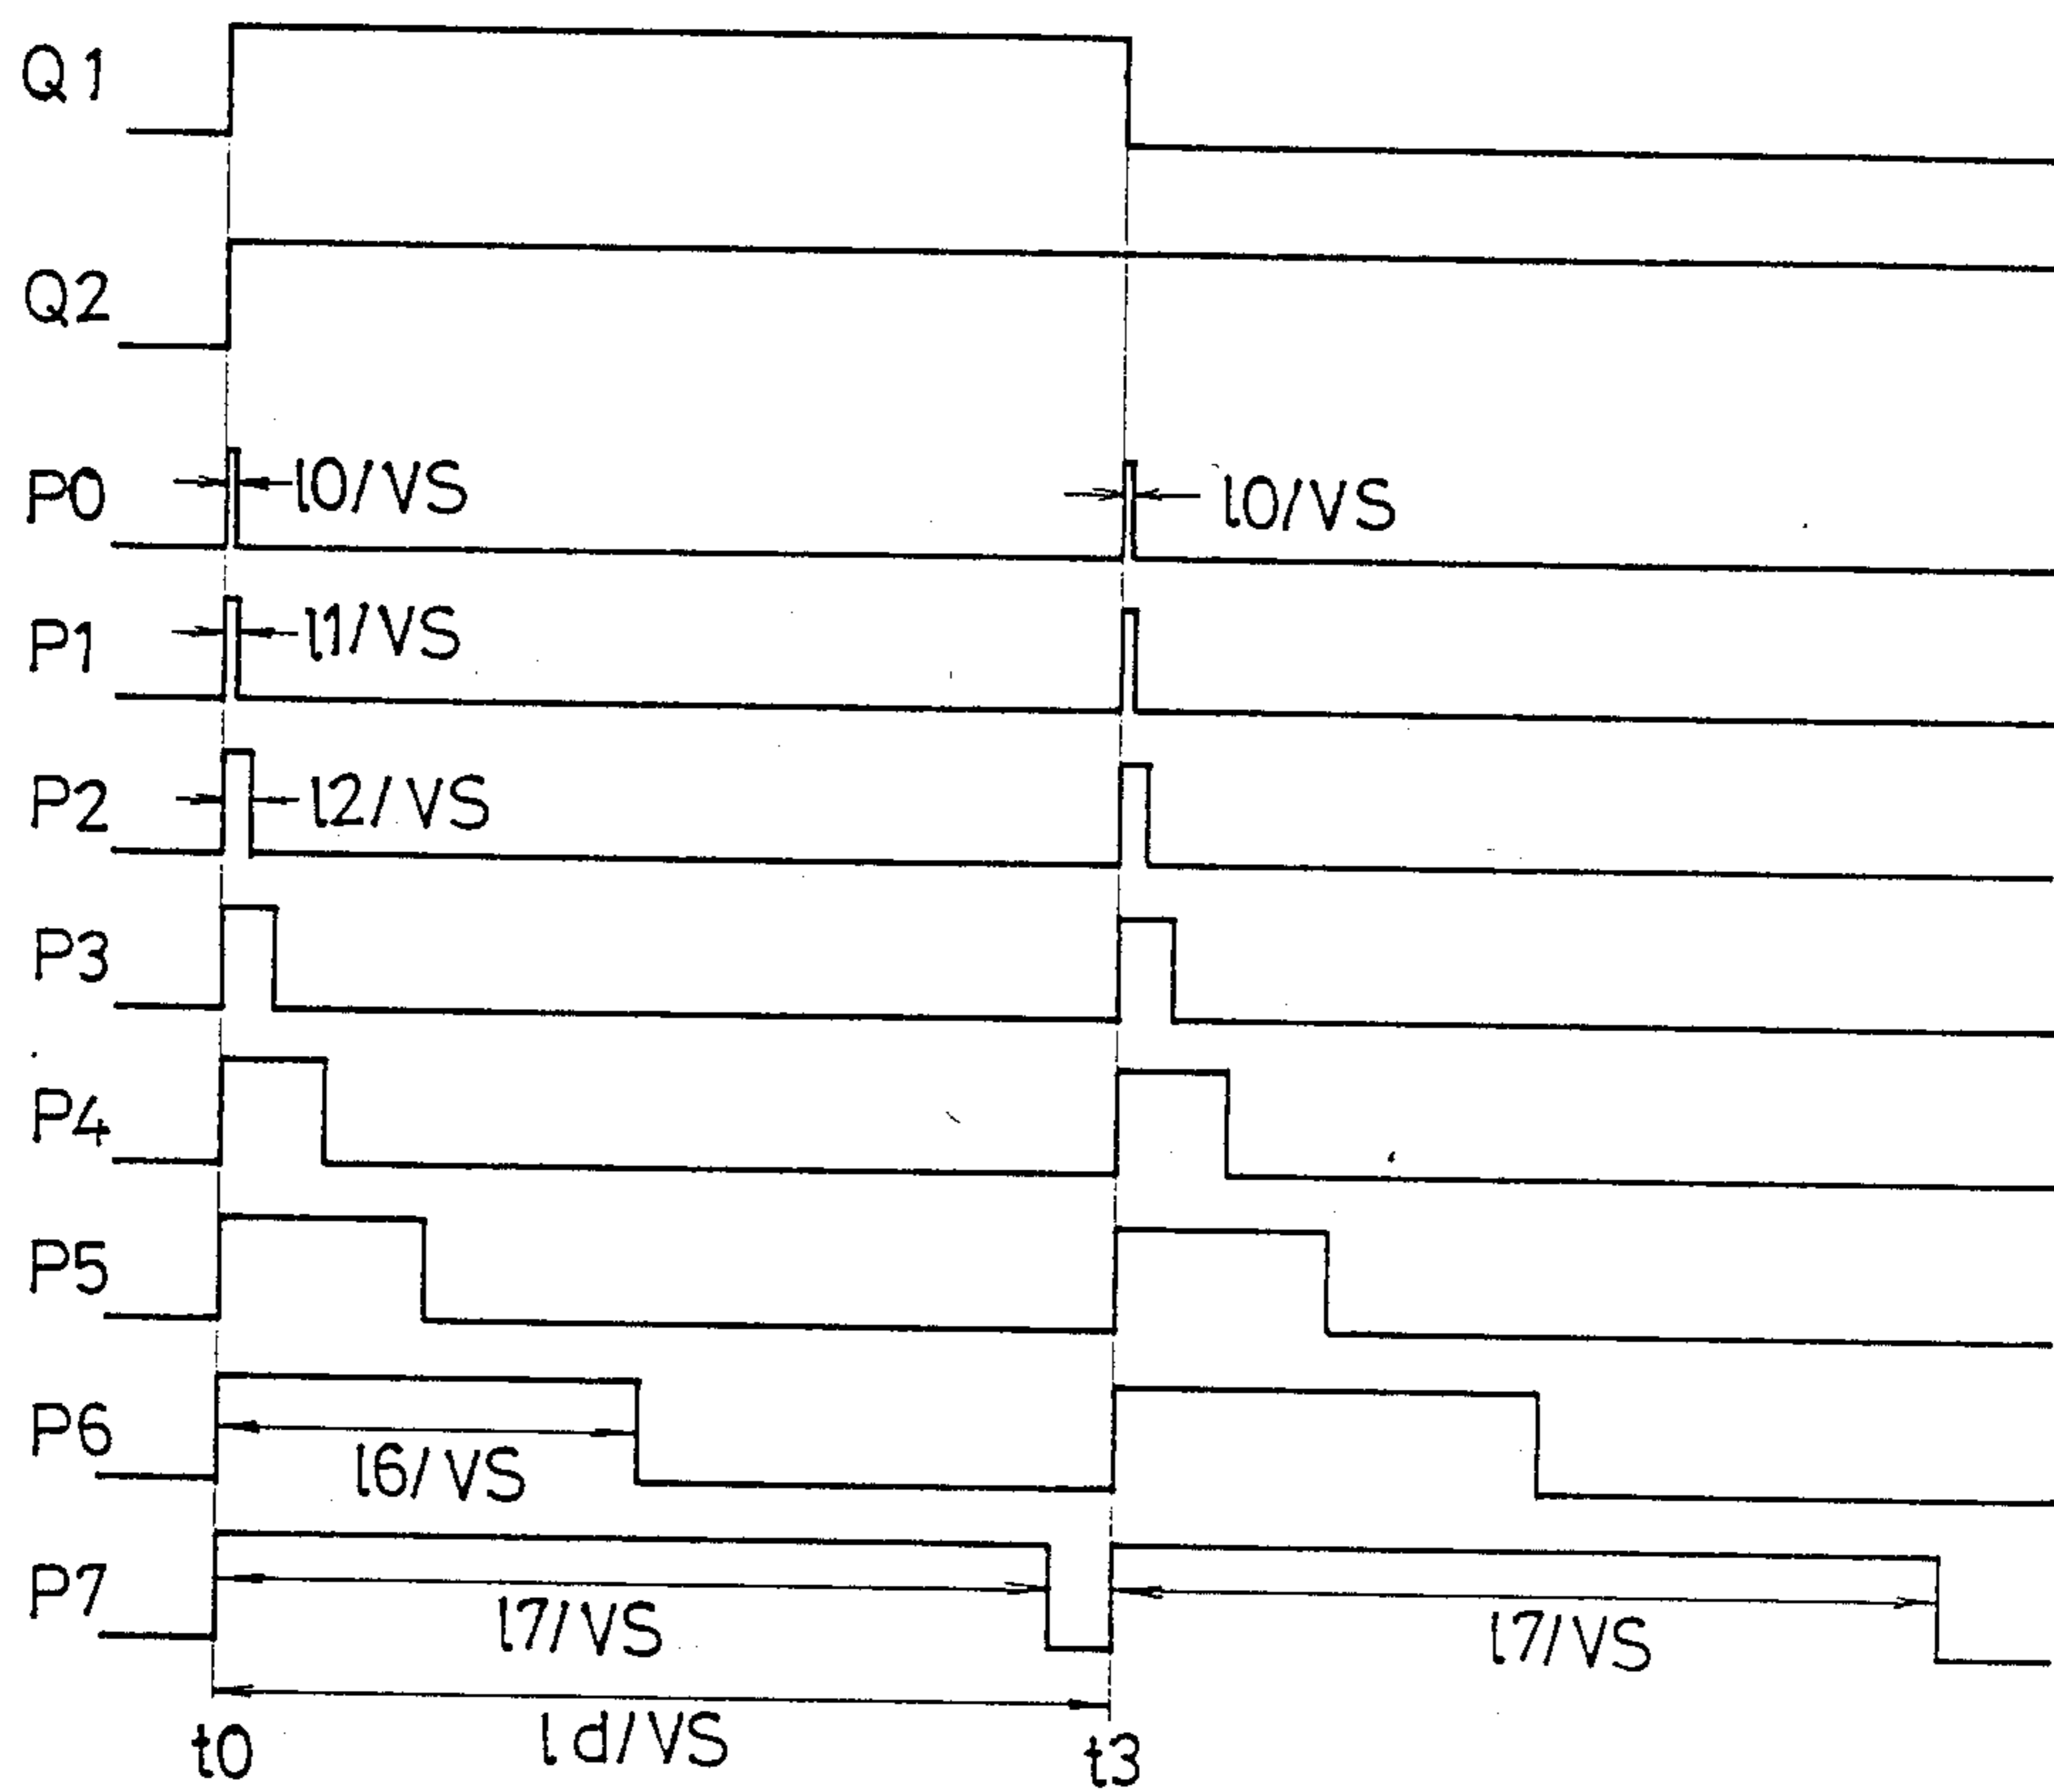 Q1
Q2
P0 l0/VS l0/VS
P1 l1/VS
P2 l2/VS
P3
P4
P5
P6 l6/VS
P7 l7/VS l7/VS
ld/VS
t0 t3